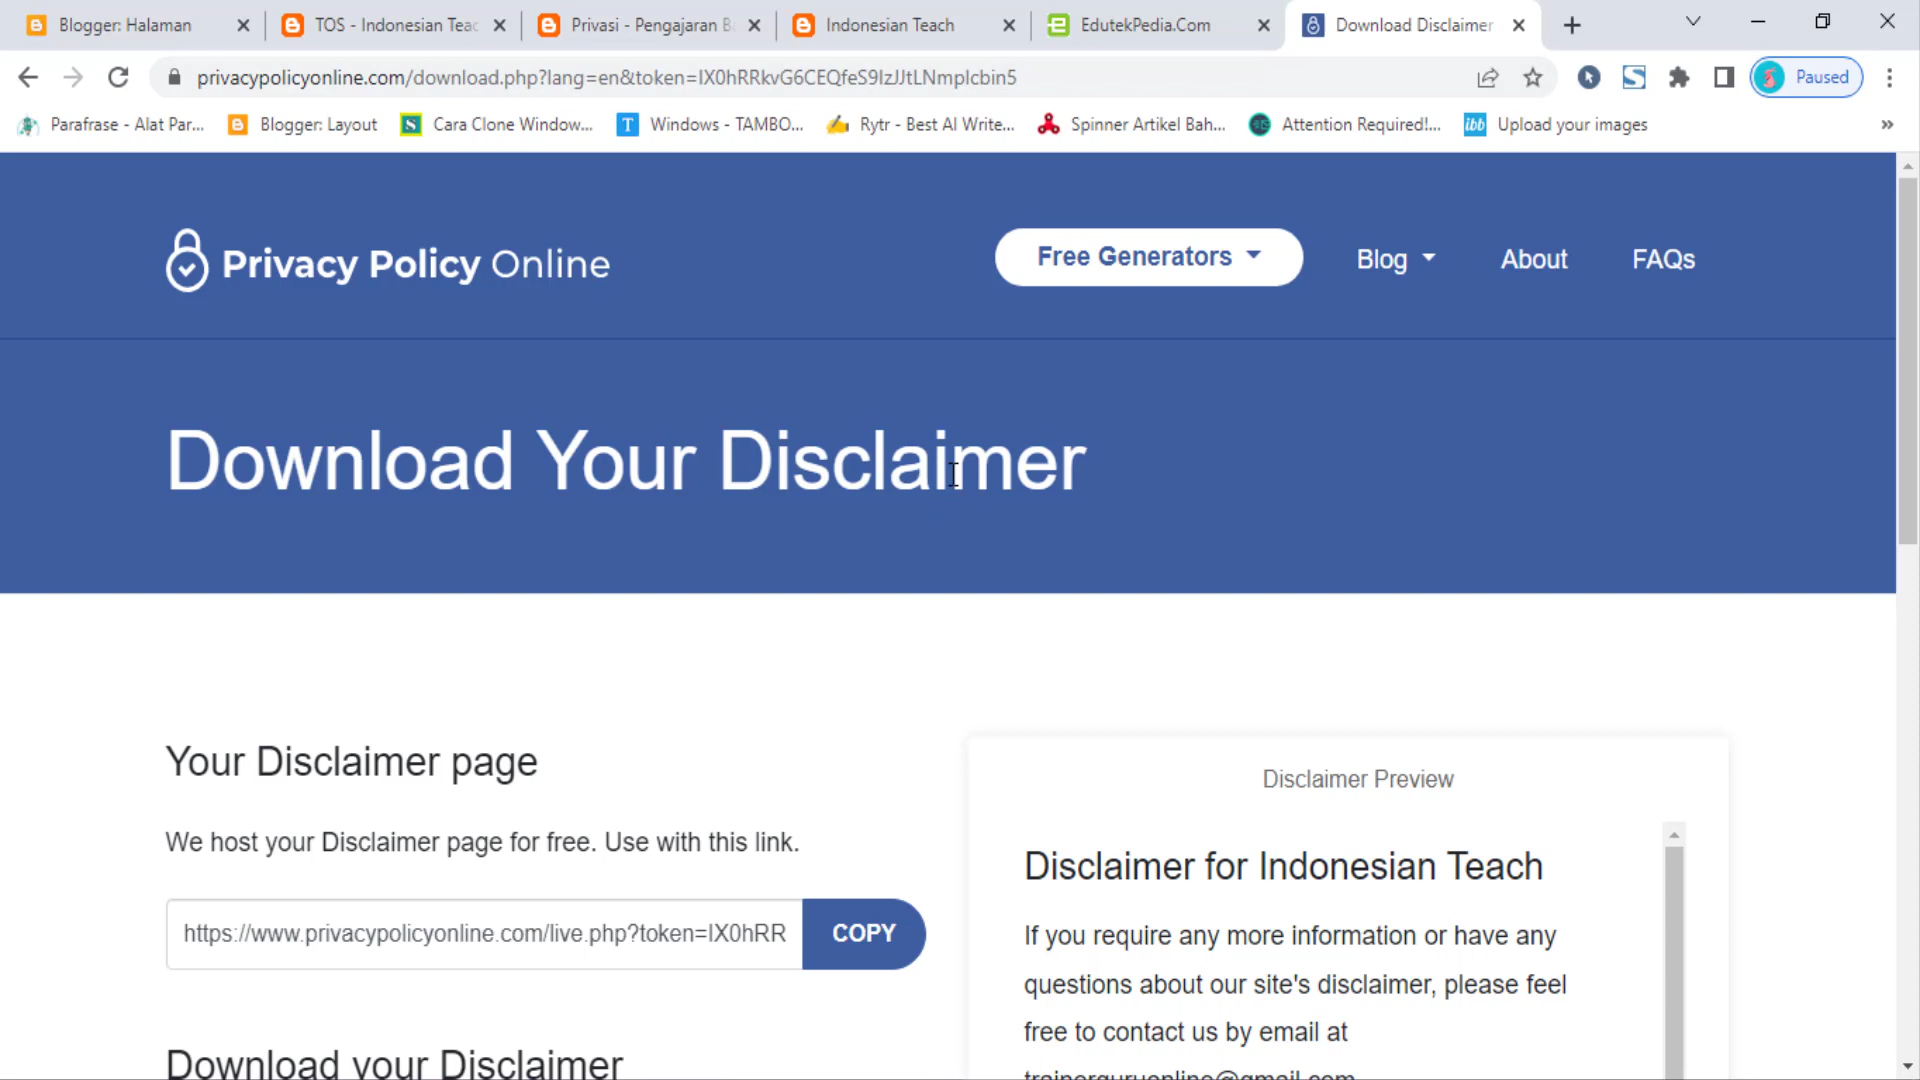 Blogger: Halaman
TOS - Indonesian Teac
Privasi - Pengajaran B
Indonesian Teach
EdutekPedia.Com
Download Disclaimer
privacypolicyonline.com/download.php?lang=en&token=IX0hRRkvG6CEQfeS9IzJJtLNmplcbin5
Paused
Parafrase - Alat Par...
Blogger: Layout
S
Cara Clone Window...
T
Windows - TAMBO...
Rytr - Best AI Write...
Spinner Artikel Bah...
Attention Required!...
ibb
Upload your images
»
Privacy Policy Online
Free Generators
Blog
About
FAQs
Download Your Disclaimer
Your Disclaimer page
We host your Disclaimer page for free. Use with this link.
https://www.privacypolicyonline.com/live.php?token=IX0hRR
COPY
Download your Disclaimer
Disclaimer Preview
Disclaimer for Indonesian Teach
If you require any more information or have any
questions about our site's disclaimer, please feel
free to contact us by email at
trainerguruonline@gmail.com